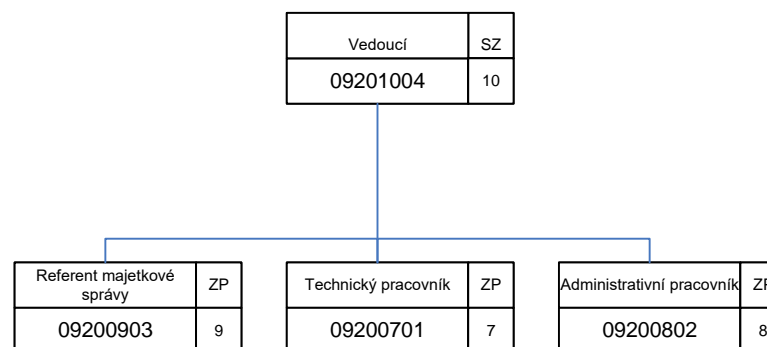 Vedoucí SZ
09201004 10
Referent majetkové
správy ZP
09200903 9
Technický pracovník ZP
09200701 7
Administrativní pracovník ZP
09200802 8